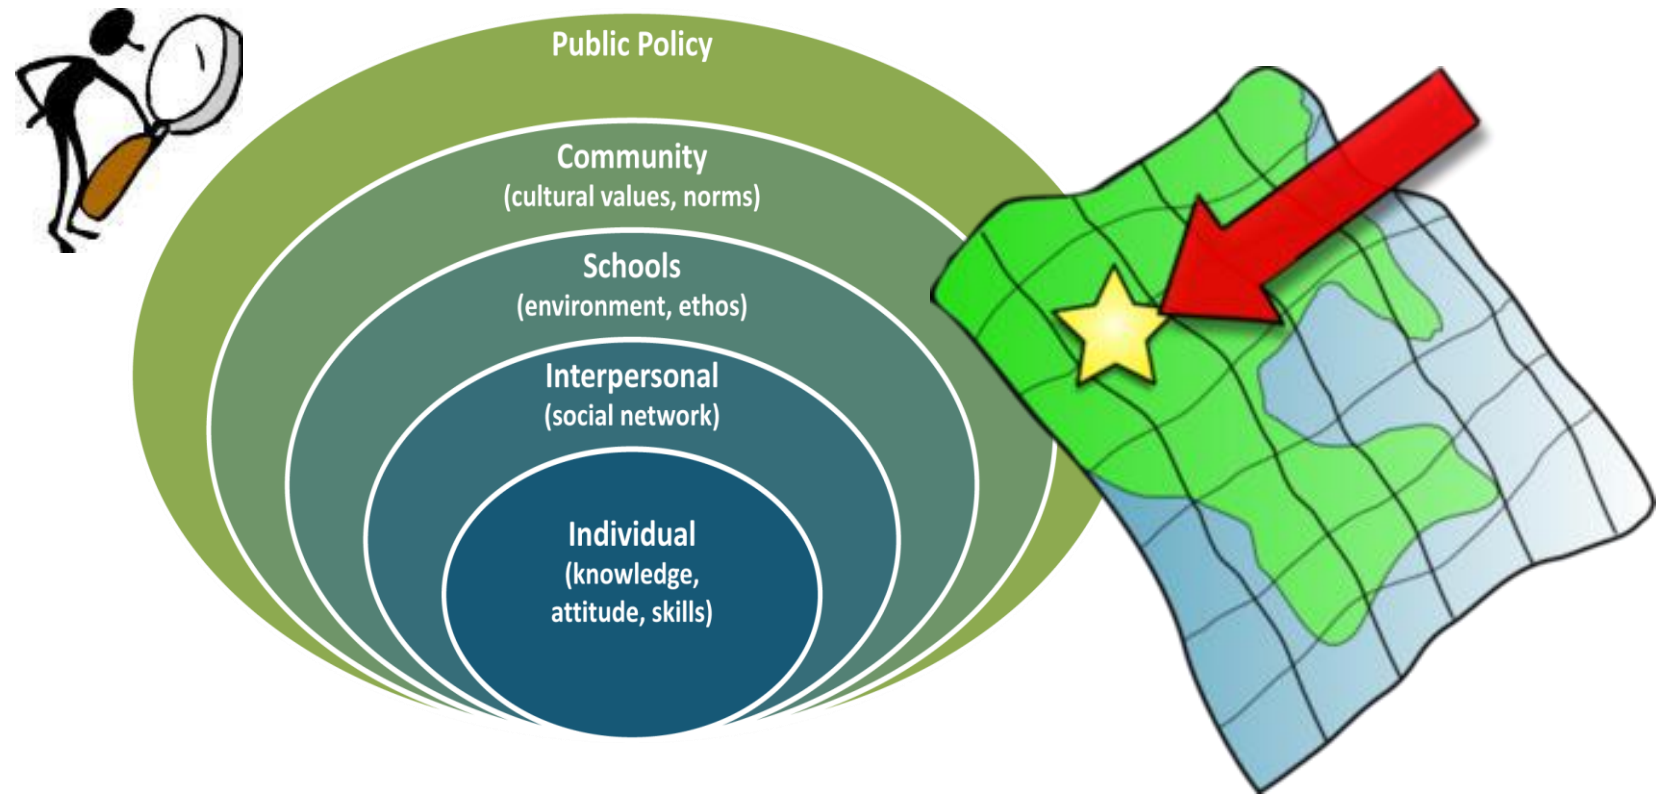 Public Policy
Community
(cultural values, norms)
Schools
(environment, ethos)
Interpersonal
(social network)
Individual
(knowledge,
attitude, skills)